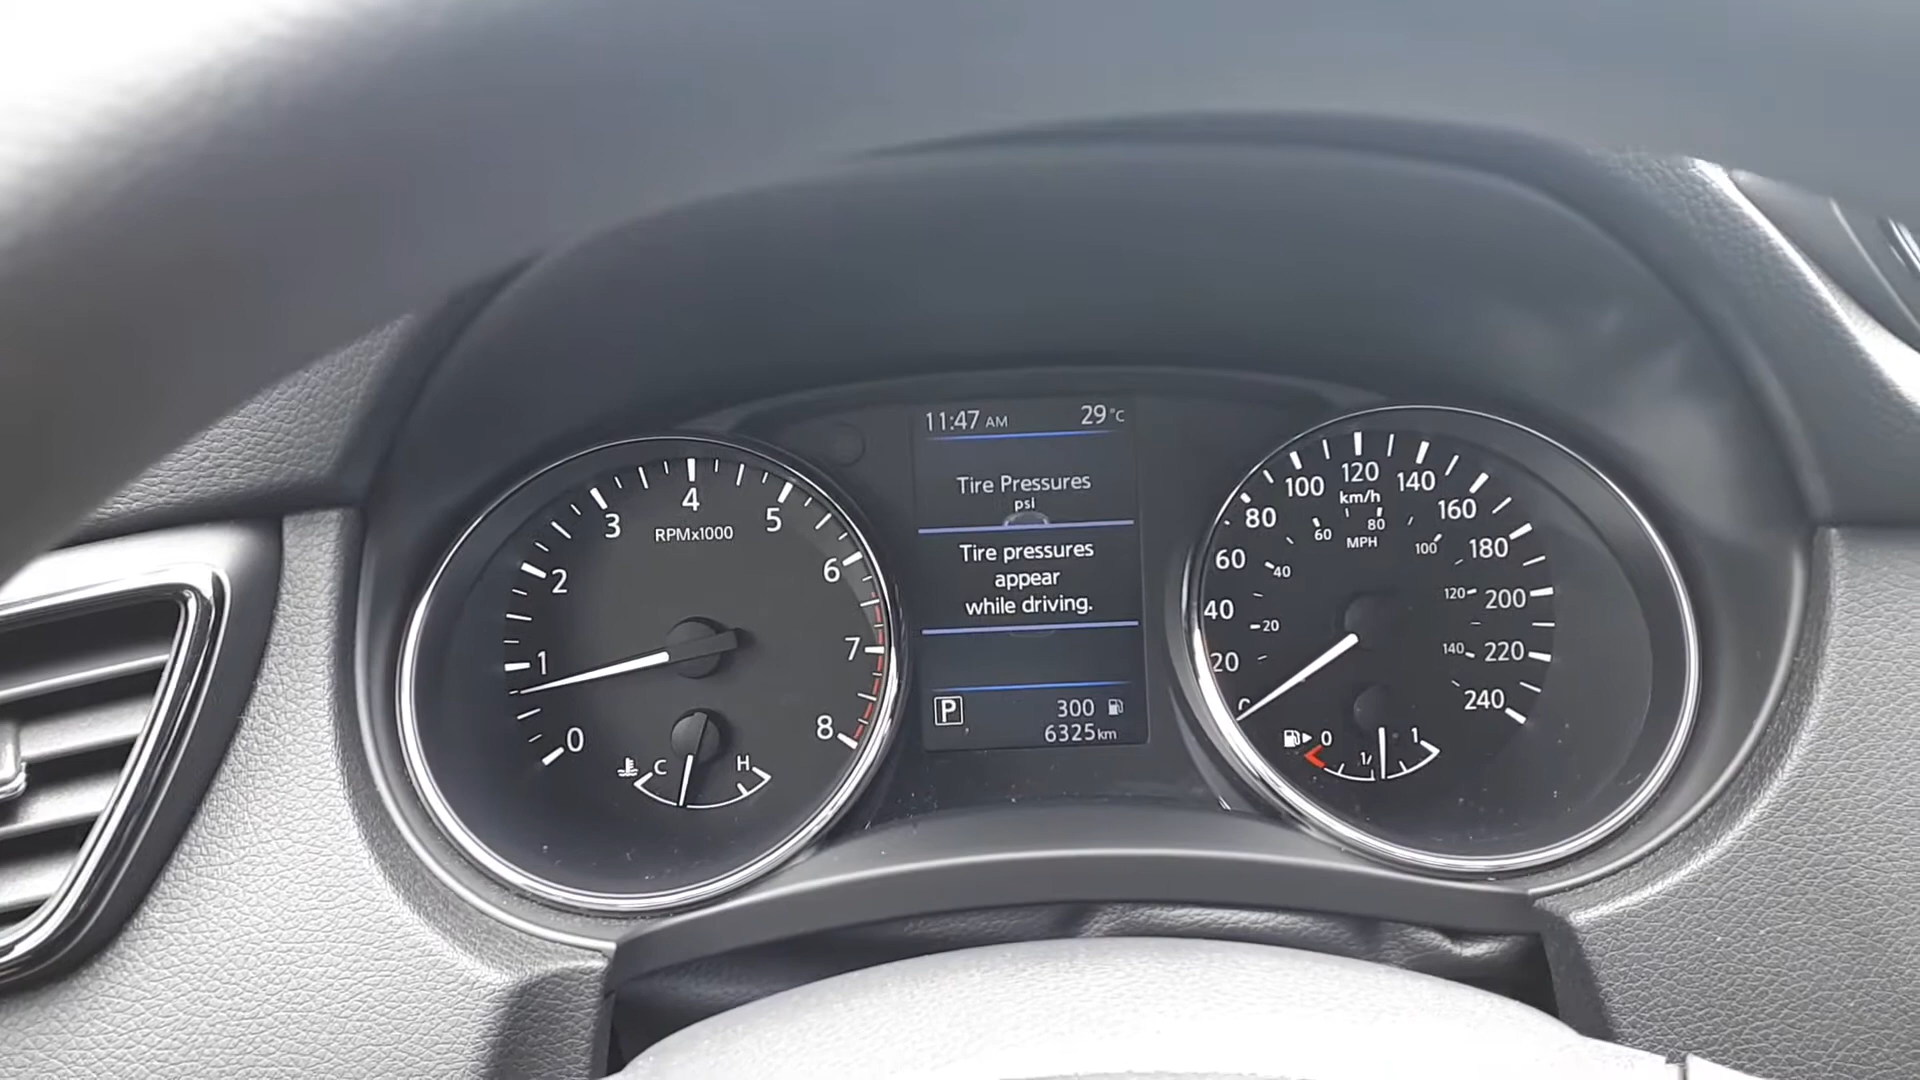 11:47 AM 29°C
Tire Pressures
psi
Tire pressures
appear
while driving.
P 300
6325km
0
1
2
3
4
5
6
7
8
RPMx1000
C H
0
20
40
60
80
100
120
140
160
180
200
220
240
km/h
20
40
60
80
100
120
140
MPH
0 1